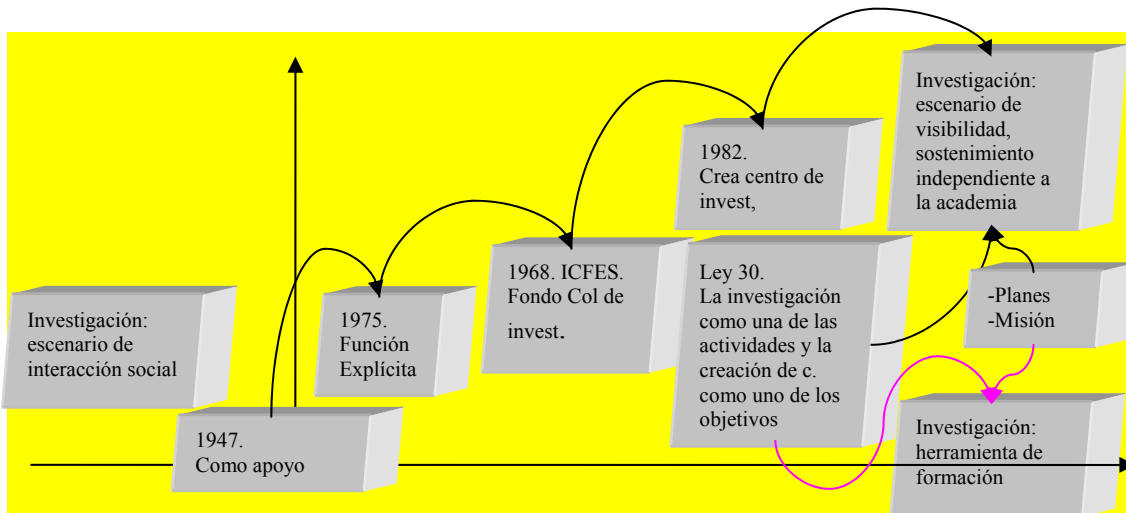 Investigación:
escenario de
interacción social
1947.
Como apoyo
1975.
Función
Explícita
1968. ICFES.
Fondo Col de
invest.
1982.
Crea centro de
invest,
Ley 30.
La investigación
como una de las
actividades y la
creación de c.
como uno de los
objetivos
Investigación:
escenario de
visibilidad,
sostenimiento
independiente a
la academia
-Planes
-Misión
Investigación:
herramienta de
formación